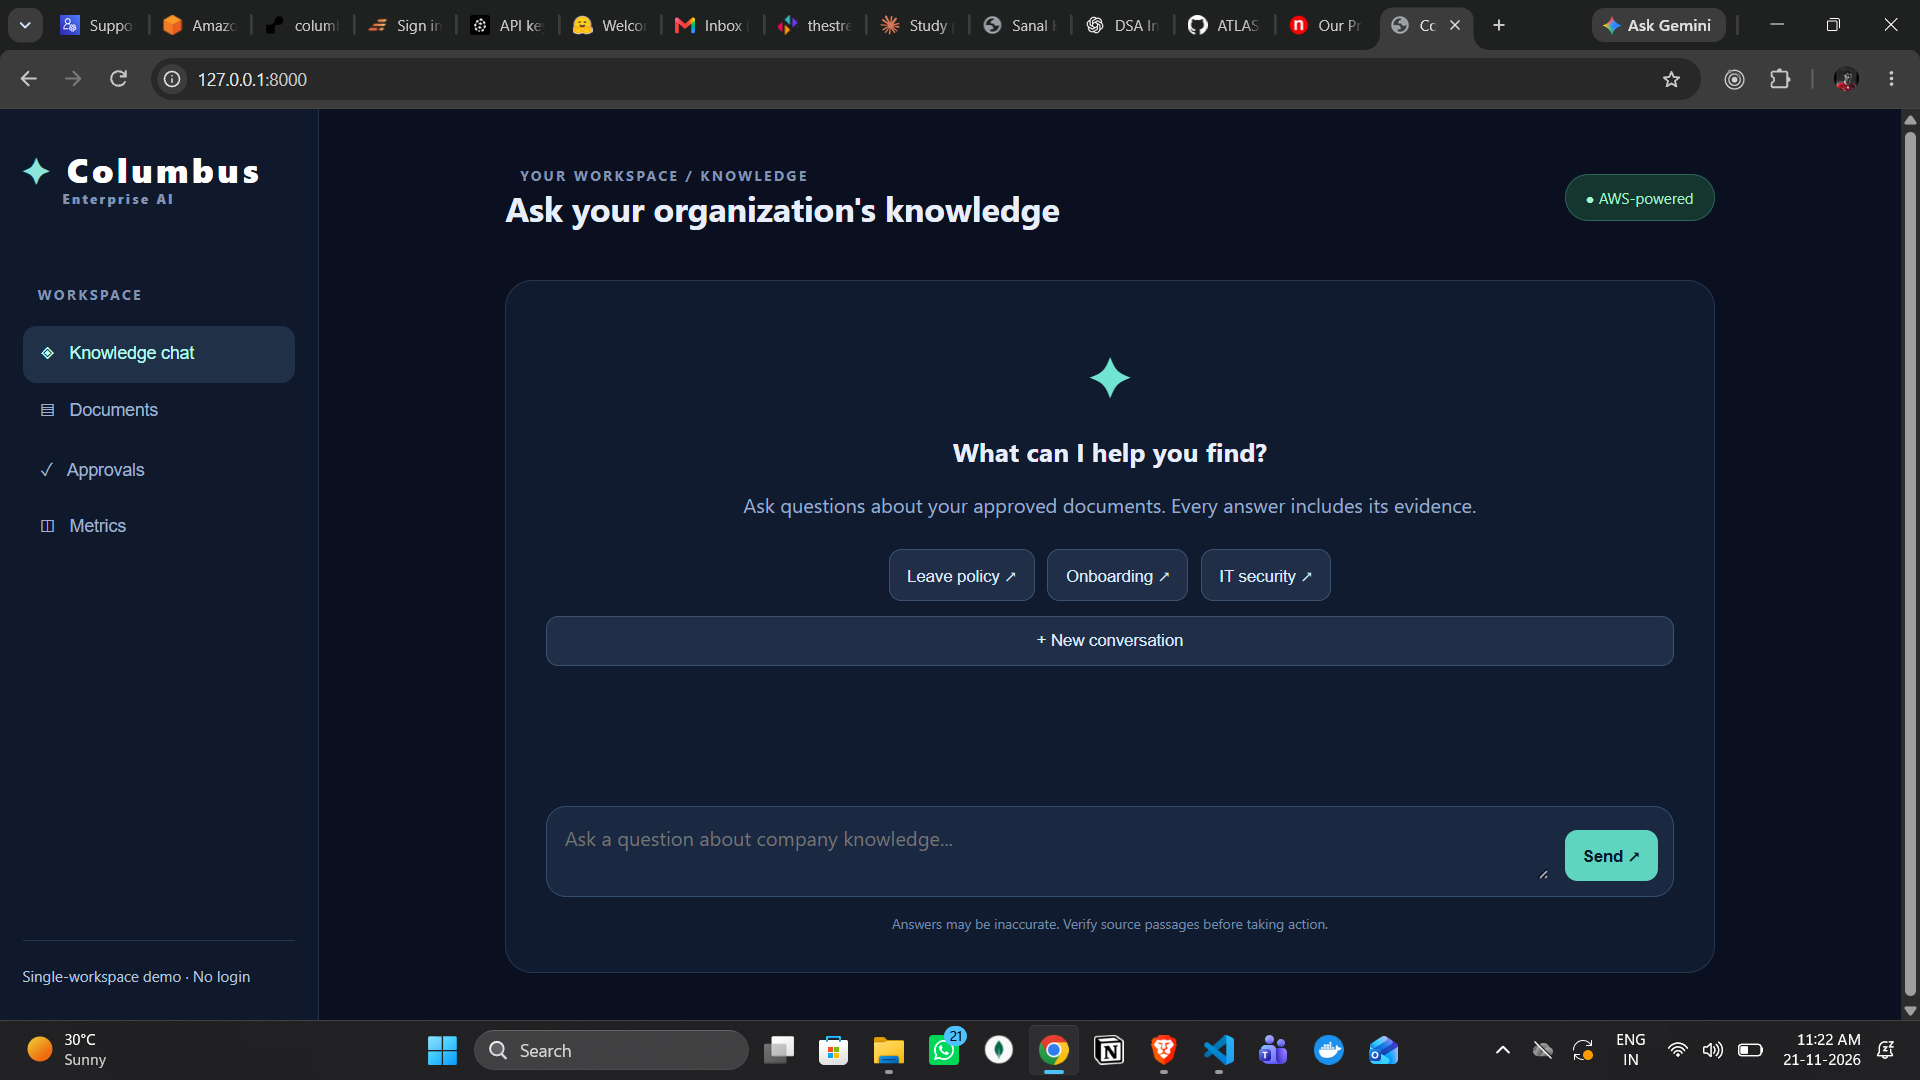 Suppo
Amazo
colum
Sign in
API ke
Welco
Inbox
thestre
Study
Sanal
DSA In
ATLAS
Our Pr
Co
Ask Gemini
127.0.0.1:8000
Columbus
Enterprise AI
WORKSPACE
Knowledge chat
Documents
Approvals
Metrics
Single-workspace demo · No login
YOUR WORKSPACE / KNOWLEDGE
Ask your organization's knowledge
● AWS-powered
What can I help you find?
Ask questions about your approved documents. Every answer includes its evidence.
Leave policy ↗
Onboarding ↗
IT security ↗
+ New conversation
Ask a question about company knowledge...
Send ↗
Answers may be inaccurate. Verify source passages before taking action.
30°C
Sunny
Search
21
ENG
IN
11:22 AM
21-11-2026